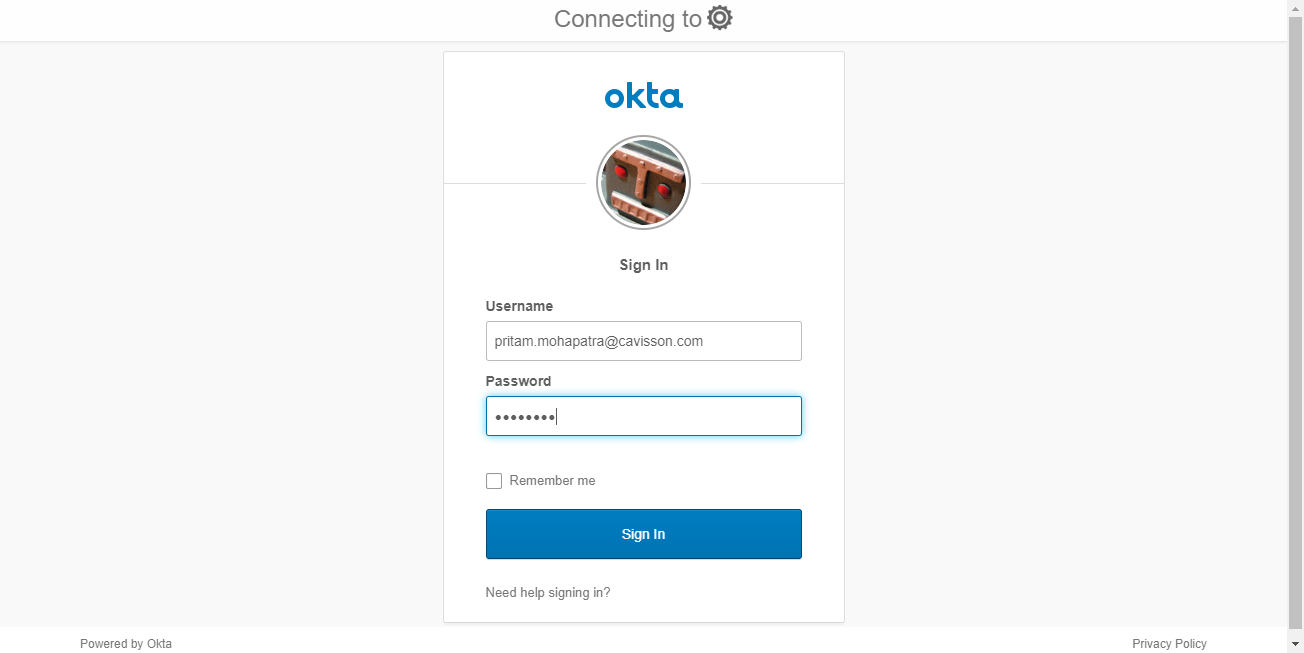 Connecting to
okta
Sign In
Username
pritam.mohapatra@cavisson.com
Password
••••••••
Remember me
Sign In
Need help signing in?
Powered by Okta
Privacy Policy